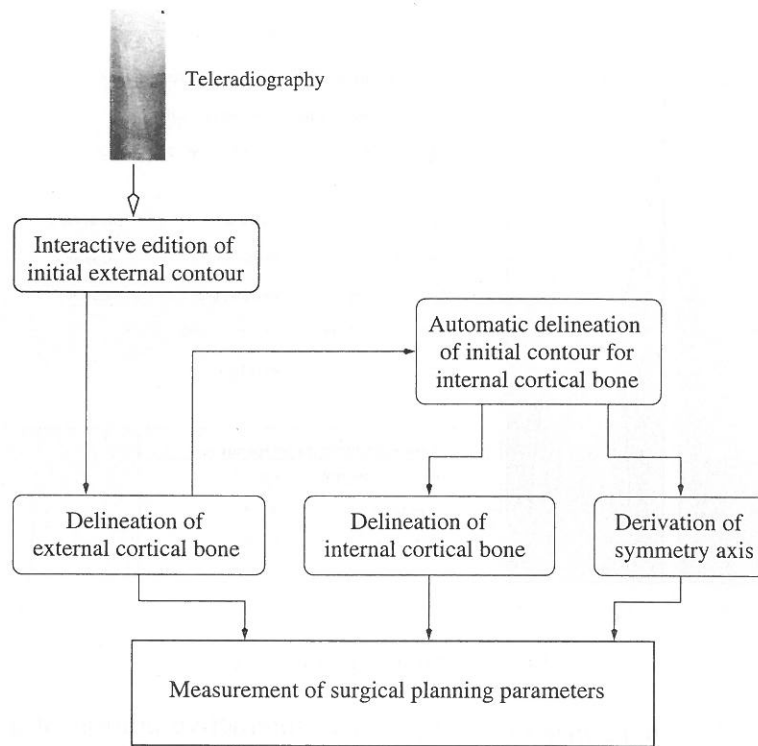 Teleradiography
Interactive edition of
initial external contour
Automatic delineation
of initial contour for
internal cortical bone
Delineation of
external cortical bone
Delineation of
internal cortical bone
Derivation of
symmetry axis
Measurement of surgical planning parameters